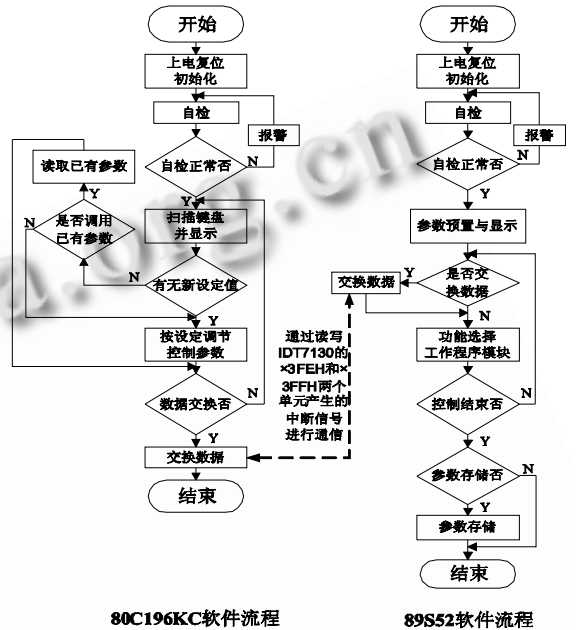 开始
上电复位
初始化
自检
报警
自检正常否
N
Y
扫描键盘
并显示
读取已有参数
Y
是否调用
已有参数
N
N
有无新设定值
Y
按设定调节
控制参数
数据交换否
N
Y
交换数据
结束
80C196KC软件流程
通过读写
IDT7130的
×3FEH和×
3FFH两个
单元产生的
中断信号
进行通信
开始
上电复位
初始化
自检
报警
自检正常否
N
Y
参数预置与显示
是否交
换数据
Y
交换数据
N
功能选择
工作程序模块
控制结束否
N
Y
参数存储否
N
Y
参数存储
结束
89S52软件流程
a.org.cn